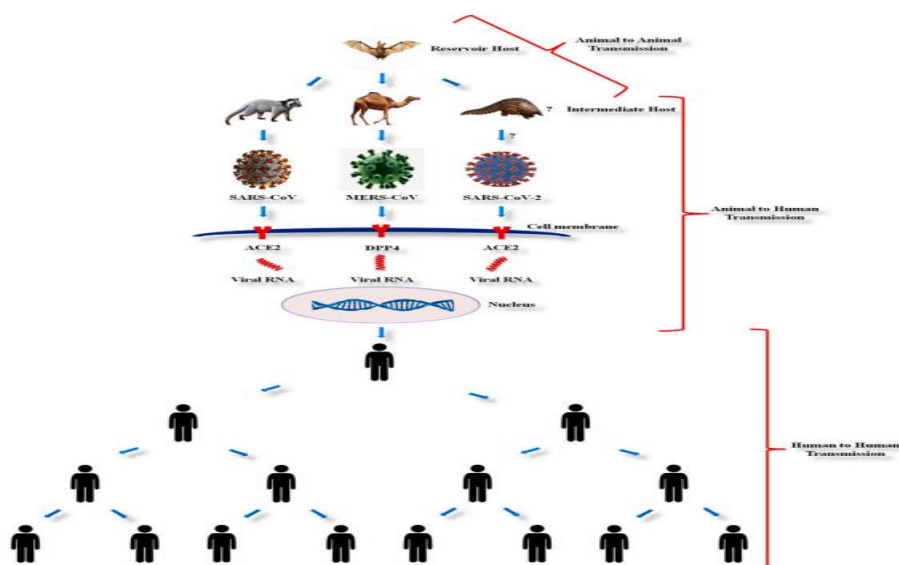 Animal to Animal
Transmission
Reservoir Host
? Intermediate Host
?
SARS-CoV MERS-CoV SARS-CoV-2
Animal to Human
Transmission
Cell membrane
ACE2 DPP4 ACE2
Viral RNA Viral RNA Viral RNA
Nucleus
Human to Human
Transmission